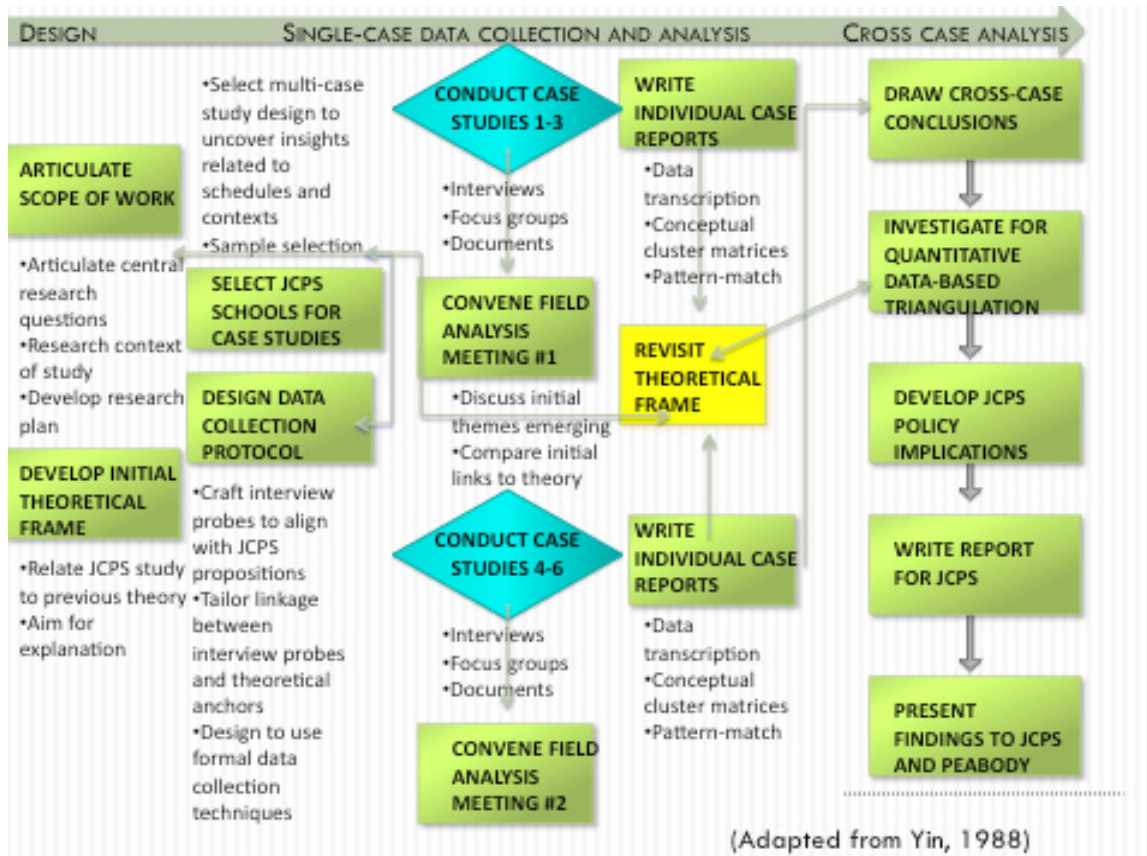 DESIGN
SINGLE-CASE DATA COLLECTION AND ANALYSIS
CROSS CASE ANALYSIS
ARTICULATE
SCOPE OF WORK
•Articulate central
research
questions
•Research context
of study
•Develop research
plan
DEVELOP INITIAL
THEORETICAL
FRAME
•Relate JCPS study
to previous theory
•Aim for
explanation
•Select multi-case
study design to
uncover insights
related to
schedules and
contexts
•Sample selection
SELECT JCPS
SCHOOLS FOR
CASE STUDIES
DESIGN DATA
COLLECTION
PROTOCOL
•Craft interview
probes to align
with JCPS
propositions
•Tailor linkage
between
interview probes
and theoretical
anchors
•Design to use
formal data
collection
techniques
CONDUCT CASE
STUDIES 1-3
•Interviews
•Focus groups
•Documents
CONVENE FIELD
ANALYSIS
MEETING #1
•Discuss initial
themes emerging
•Compare initial
links to theory
CONDUCT CASE
STUDIES 4-6
•Interviews
•Focus groups
•Documents
CONVENE FIELD
ANALYSIS
MEETING #2
WRITE
INDIVIDUAL CASE
REPORTS
•Data
transcription
•Conceptual
cluster matrices
•Pattern-match
REVISIT
THEORETICAL
FRAME
WRITE
INDIVIDUAL CASE
REPORTS
•Data
transcription
•Conceptual
cluster matrices
•Pattern-match
DRAW CROSS-CASE
CONCLUSIONS
INVESTIGATE FOR
QUANTITATIVE
DATA-BASED
TRIANGULATION
DEVELOP JCPS
POLICY
IMPLICATIONS
WRITE REPORT
FOR JCPS
PRESENT
FINDINGS TO JCPS
AND PEABODY
(Adapted from Yin, 1988)